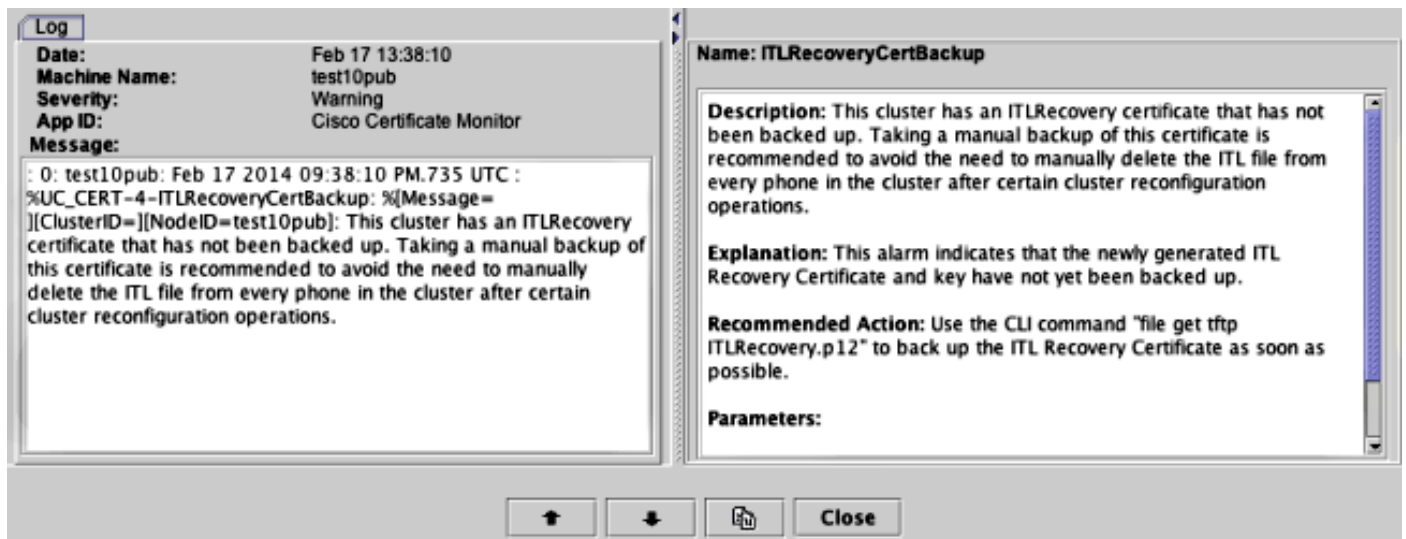 Log
Date: Feb 17 13:38:10
Machine Name: test10pub
Severity: Warning
App ID: Cisco Certificate Monitor
Message:
: 0: test10pub: Feb 17 2014 09:38:10 PM.735 UTC :
%UC_CERT-4-ITLRecoveryCertBackup: %[Message=
][ClusterID=][NodeID=test10pub]: This cluster has an ITLRecovery
certificate that has not been backed up. Taking a manual backup of
this certificate is recommended to avoid the need to manually
delete the ITL file from every phone in the cluster after certain
cluster reconfiguration operations.
Name: ITLRecoveryCertBackup
Description: This cluster has an ITLRecovery certificate that has not
been backed up. Taking a manual backup of this certificate is
recommended to avoid the need to manually delete the ITL file from
every phone in the cluster after certain cluster reconfiguration
operations.
Explanation: This alarm indicates that the newly generated ITL
Recovery Certificate and key have not yet been backed up.
Recommended Action: Use the CLI command "file get tftp
ITLRecovery.p12" to back up the ITL Recovery Certificate as soon as
possible.
Parameters:
Close